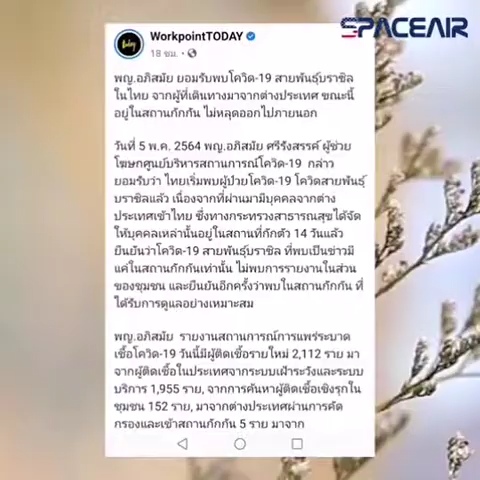 SPACEAIR
WorkpointTODAY
18 ชม.
พญ.อภิสมัย ยอมรับพบโควิด-19 สายพันธุ์บราซิล
ในไทย จากผู้ที่เดินทางมาจากต่างประเทศ ขณะนี้
อยู่ในสถานกักกัน ไม่หลุดออกไปภายนอก
วันที่ 5 พ.ค. 2564 พญ.อภิสมัย ศรีรังสรรค์ ผู้ช่วย
โฆษกศูนย์บริหารสถานการณ์โควิด-19 กล่าว
ยอมรับว่า ไทยเริ่มพบผู้ป่วยโควิด-19 โควิดสายพันธุ์
บราซิลแล้ว เนื่องจากที่ผ่านมามีบุคคลจากต่าง
ประเทศเข้าไทย ซึ่งทางกระทรวงสาธารณสุขได้จัด
ให้บุคคลเหล่านั้นอยู่ในสถานที่กักตัว 14 วันแล้ว
ยืนยันว่าโควิด-19 สายพันธุ์บราซิล ที่พบเป็นข่าวมี
แค่ในสถานกักกันเท่านั้น ไม่พบการรายงานในส่วน
ของชุมชน และยืนยันอีกครั้งว่าพบในสถานกักกัน ที่
ได้รับการดูแลอย่างเหมาะสม
พญ.อภิสมัย รายงานสถานการณ์การแพร่ระบาด
เชื้อโควิด-19 วันนี้มีผู้ติดเชื้อรายใหม่ 2,112 ราย มา
จากผู้ติดเชื้อในประเทศจากระบบเฝ้าระวังและระบบ
บริการ 1,955 ราย, จากการค้นหาผู้ติดเชื้อเชิงรุกใน
ชุมชน 152 ราย, มาจากต่างประเทศผ่านการคัด
กรองและเข้าสถานกักกัน 5 ราย มาจาก